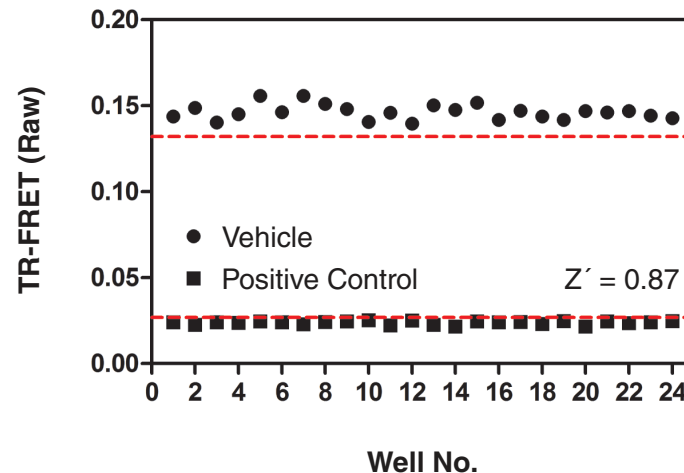 0.20
0.15
0.10
0.05
0.00
TR-FRET (Raw)
Vehicle
Positive Control
Z´ = 0.87
0 2 4 6 8 10 12 14 16 18 20 22 24
Well No.